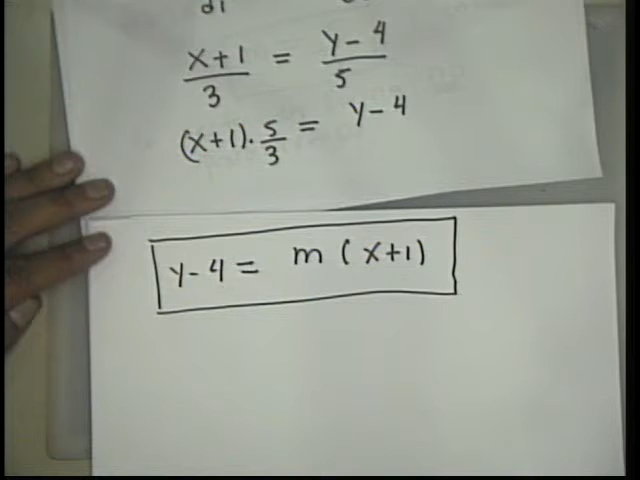 x+1/3 = y-4/5
(x+1)·5/3 = y-4
y-4= m (x+1)